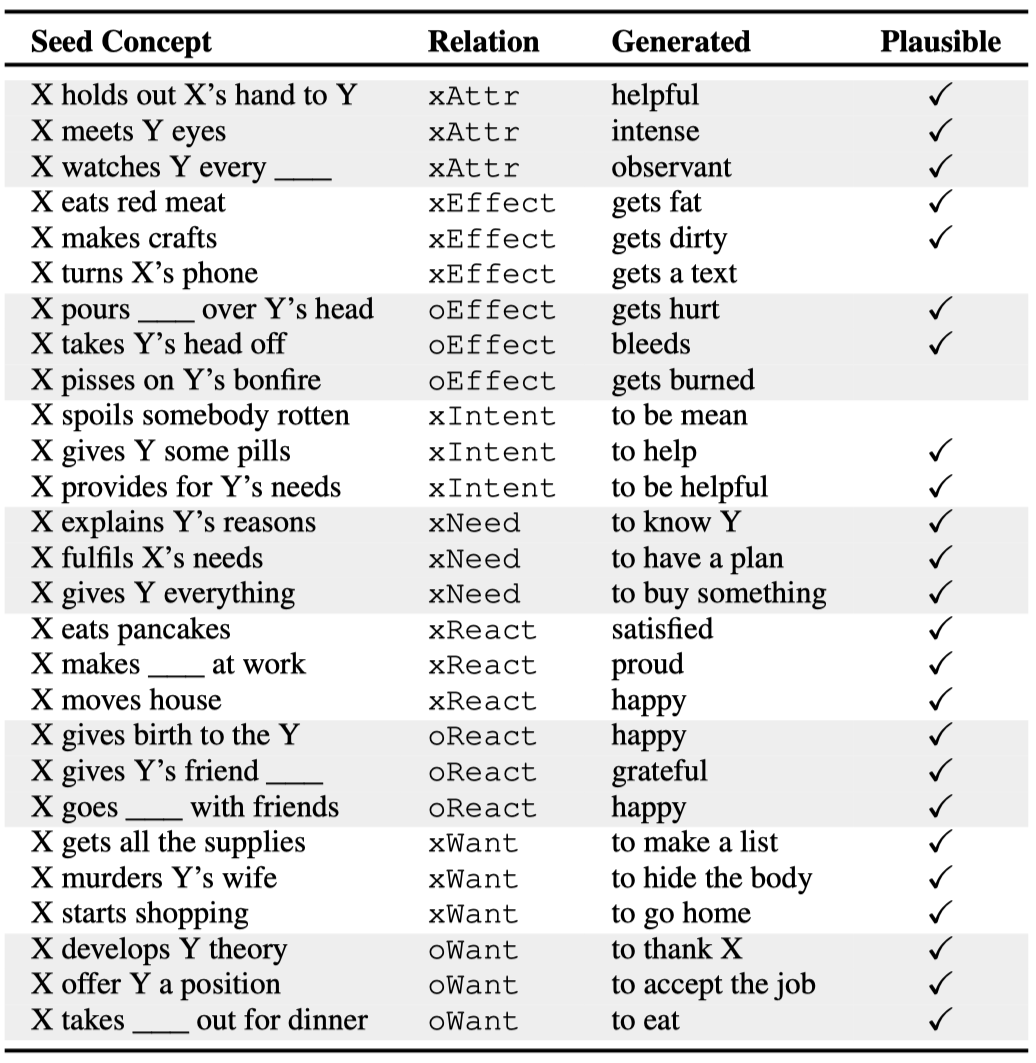 Seed Concept Relation Generated Plausible
X holds out X's hand to Y xAttr helpful ✓
X meets Y eyes xAttr intense ✓
X watches Y every ____ xAttr observant ✓
X eats red meat xEffect gets fat ✓
X makes crafts xEffect gets dirty ✓
X turns X's phone xEffect gets a text
X pours ____ over Y's head oEffect gets hurt ✓
X takes Y's head off oEffect bleeds ✓
X pisses on Y's bonfire oEffect gets burned
X spoils somebody rotten xIntent to be mean
X gives Y some pills xIntent to help ✓
X provides for Y's needs xIntent to be helpful ✓
X explains Y's reasons xNeed to know Y ✓
X fulfils X's needs xNeed to have a plan ✓
X gives Y everything xNeed to buy something ✓
X eats pancakes xReact satisfied ✓
X makes ____ at work xReact proud ✓
X moves house xReact happy ✓
X gives birth to the Y oReact happy ✓
X gives Y's friend ____ oReact grateful ✓
X goes ____ with friends oReact happy ✓
X gets all the supplies xWant to make a list ✓
X murders Y's wife xWant to hide the body ✓
X starts shopping xWant to go home ✓
X develops Y theory oWant to thank X ✓
X offer Y a position oWant to accept the job ✓
X takes ____ out for dinner oWant to eat ✓